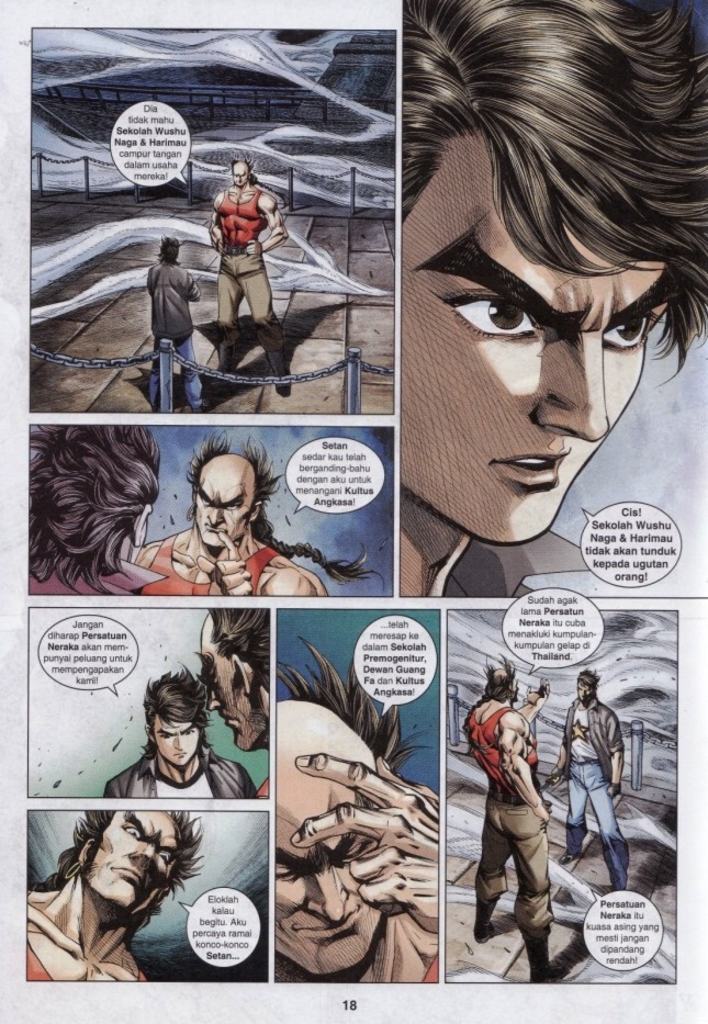 Dia
tidak mahu
Sekolah Wushu
Naga & Harimau
campur tangan
dalam usaha
mereka!
Cis!
Sekolah Wushu
Naga & Harimau
tidak akan tunduk
kepada ugutan
orang!
Setan
sedar kau telah
berganding-bahu
dengan aku untuk
menangani Kultus
Angkasa!
Jangan
diharap Persatuan
Neraka akan mem-
punyai peluang untuk
mempengapakan
kami!
Eloklah
kalau
begitu. Aku
percaya ramai
konco-konco
Setan...
...telah
meresap ke
dalam Sekolah
Premogenitur,
Dewan Guang
Fa dan Kultus
Angkasa!
Sudah agak
lama Persatun
Neraka itu cuba
menakluki kumpulan-
kumpulan gelap di
Thailand.
Persatuan
Neraka itu
kuasa asing yang
mesti jangan
dipandang
rendah!
18